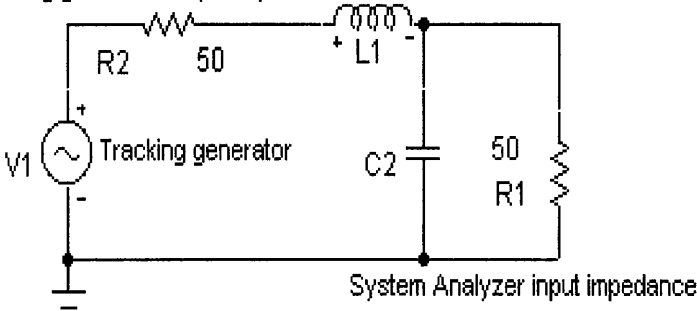 R2 50
+ L1 -
+
V1 Tracking generator
-
C2
50
R1
System Analyzer input impedance